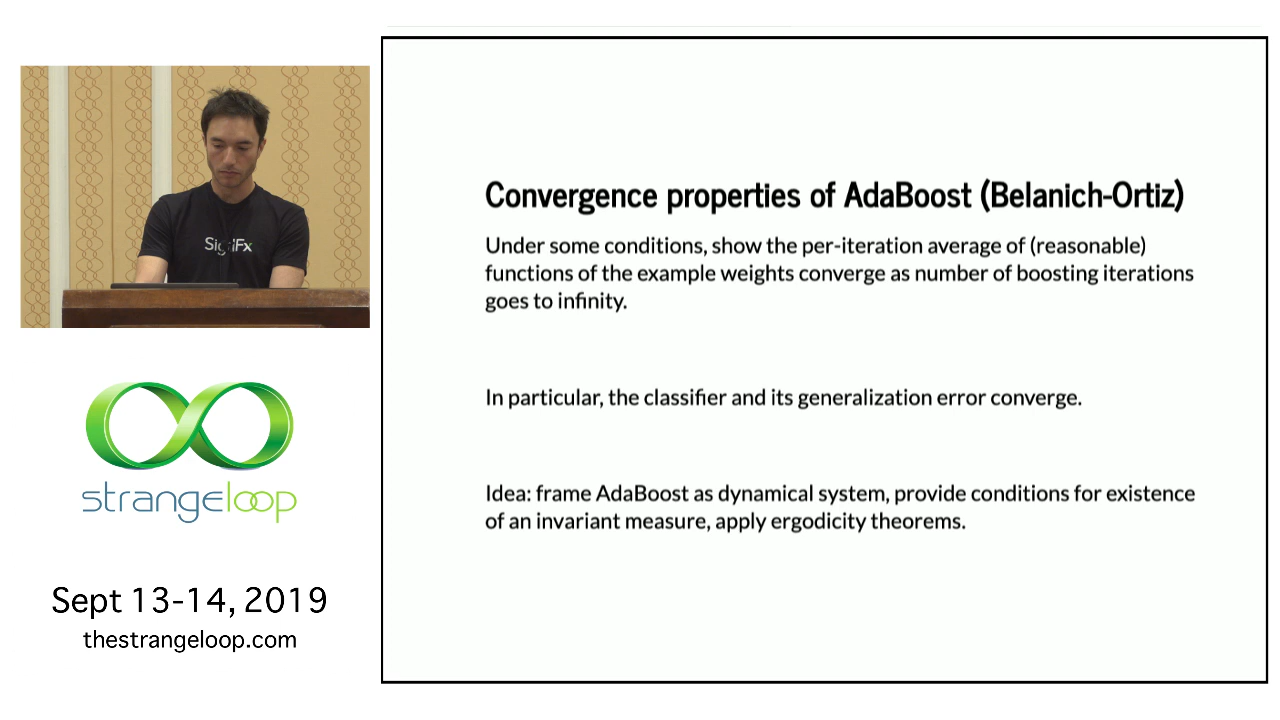 SignalFx
strangeloop
Sept 13-14, 2019
thestrangeloop.com
Convergence properties of AdaBoost (Belanich-Ortiz)
Under some conditions, show the per-iteration average of (reasonable)
functions of the example weights converge as number of boosting iterations
goes to infinity.
In particular, the classifier and its generalization error converge.
Idea: frame AdaBoost as dynamical system, provide conditions for existence
of an invariant measure, apply ergodicity theorems.